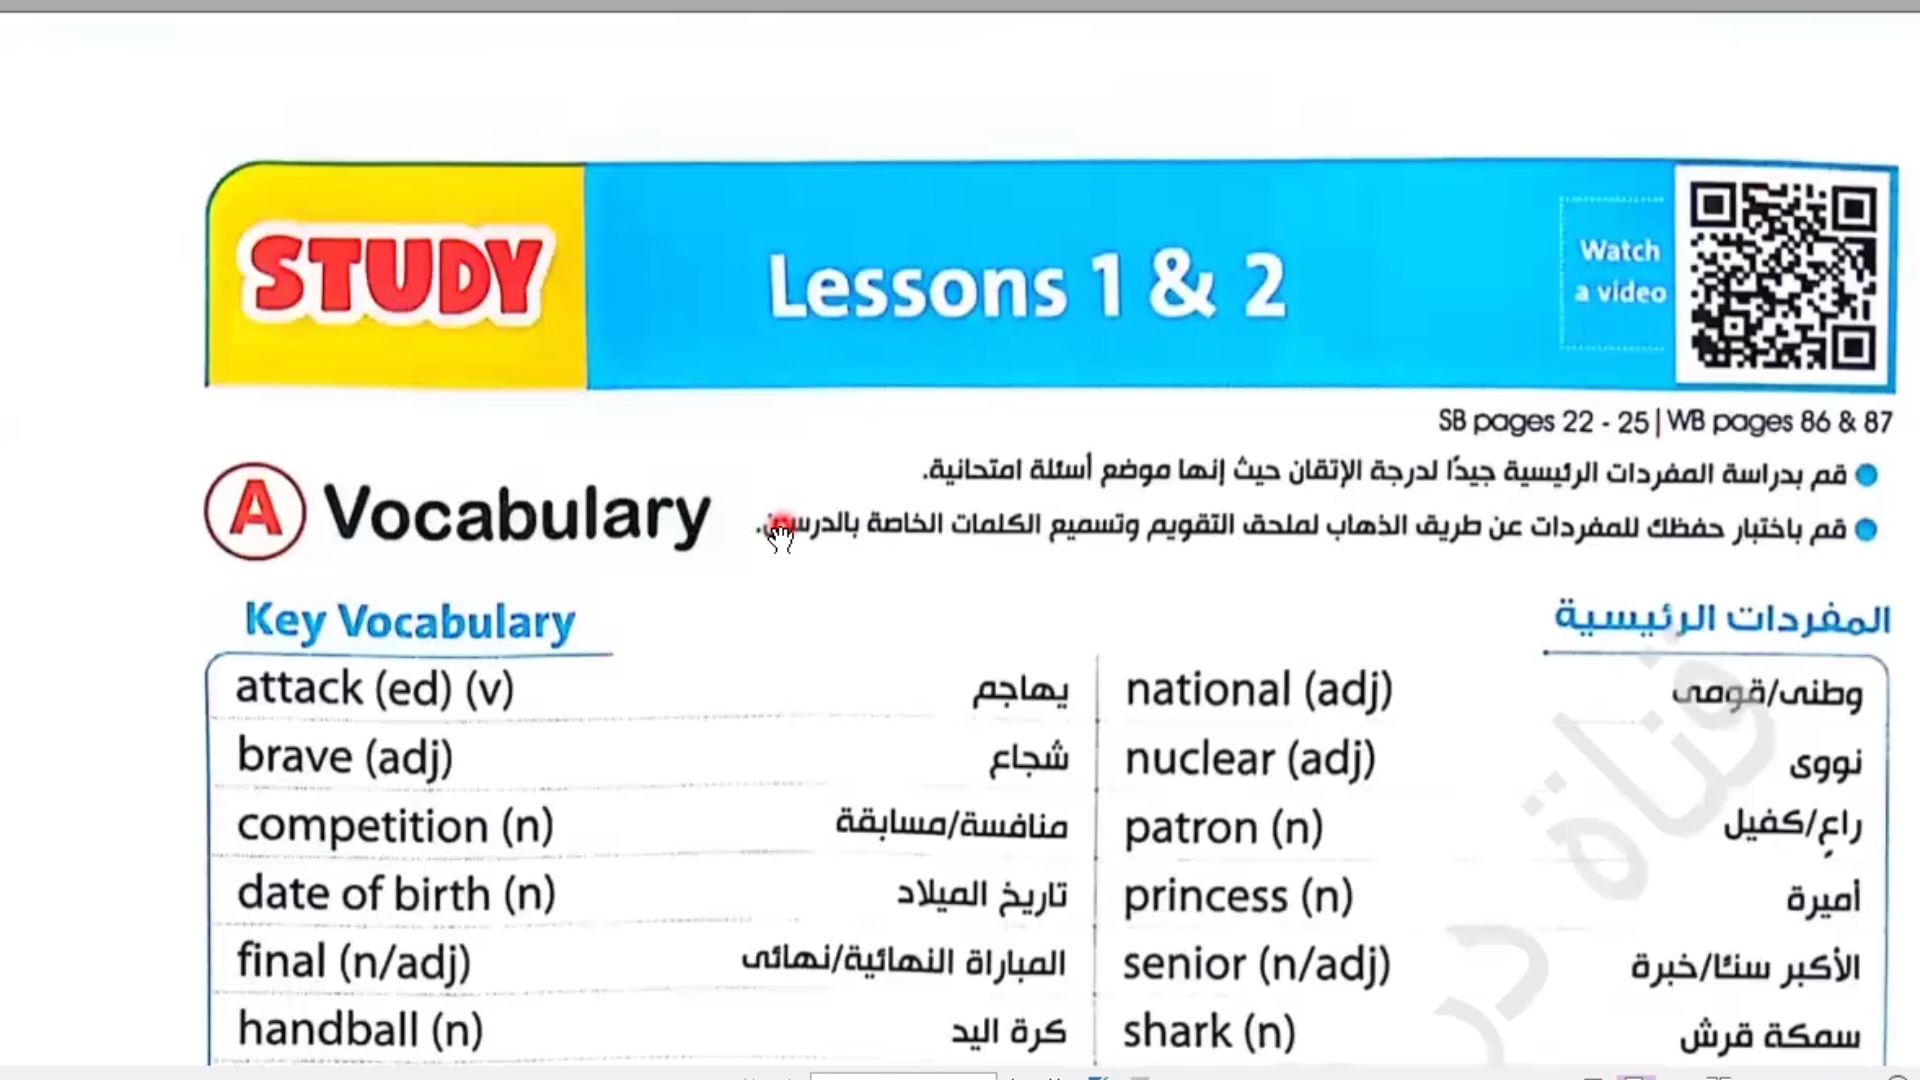 STUDY
Lessons 1 & 2
Watch
a video
SB pages 22 - 25 | WB pages 86 & 87
A Vocabulary
قم بدراسة المفردات الرئيسية جيدًا لدرجة الإتقان حيث إنها موضع أسئلة امتحانية.
قم باختبار حفظك للمفردات عن طريق الذهاب لملحق التقويم وتسميع الكلمات الخاصة بالدرسين.
Key Vocabulary المفردات الرئيسية
attack (ed) (v) يهاجم
brave (adj) شجاع
competition (n) منافسة/مسابقة
date of birth (n) تاريخ الميلاد
final (n/adj) المباراة النهائية/نهائى
handball (n) كرة اليد
national (adj) وطنى/قومى
nuclear (adj) نووى
patron (n) راعٍ/كفيل
princess (n) أميرة
senior (n/adj) الأكبر سنًا/خبرة
shark (n) سمكة قرش
قناة